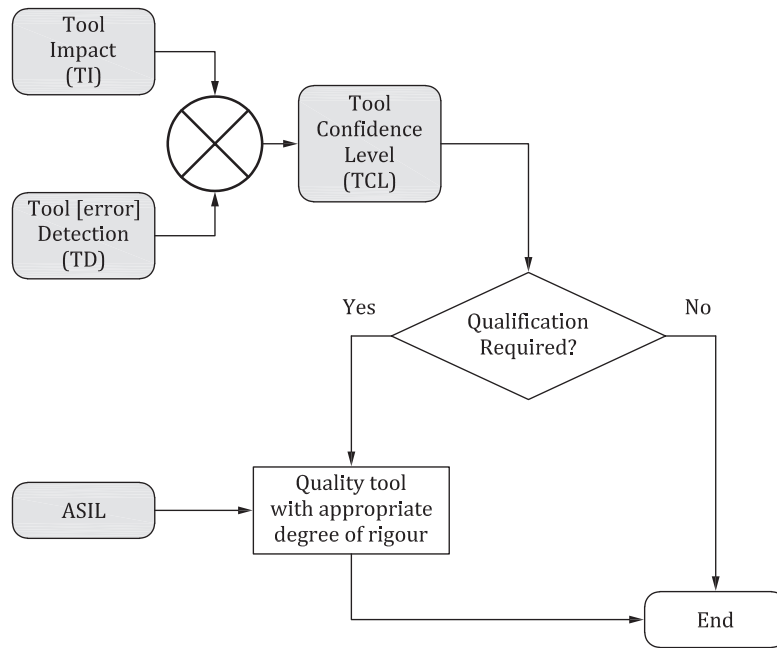 Tool
Impact
(TI)
Tool
Confidence
Level
(TCL)
Tool [error]
Detection
(TD)
Yes
No
Qualification
Required?
ASIL
Quality tool
with appropriate
degree of rigour
End